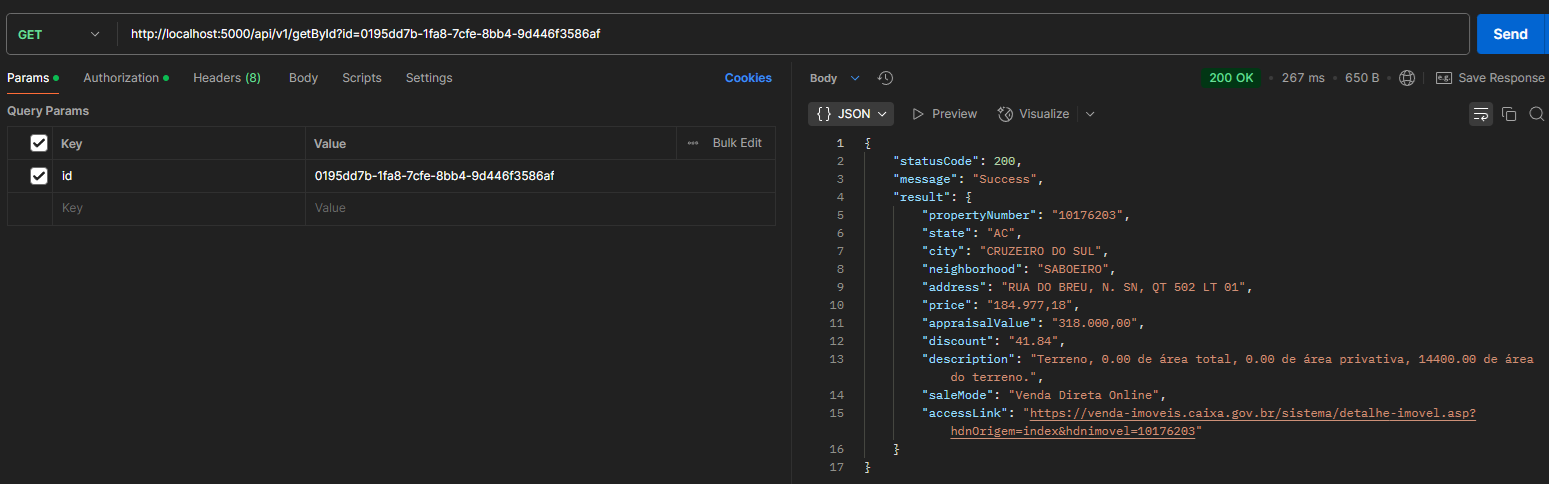 GET http://localhost:5000/api/v1/getById?id=0195dd7b-1fa8-7cfe-8bb4-9d446f3586af Send
Params Authorization Headers (8) Body Scripts Settings Cookies
Query Params
Key Value Bulk Edit
id 0195dd7b-1fa8-7cfe-8bb4-9d446f3586af
Key Value
Body 200 OK 267 ms 650 B e.g. Save Response
{} JSON Preview Visualize
1 {
2 "statusCode": 200,
3 "message": "Success",
4 "result": {
5 "propertyNumber": "10176203",
6 "state": "AC",
7 "city": "CRUZEIRO DO SUL",
8 "neighborhood": "SABOEIRO",
9 "address": "RUA DO BREU, N. SN, QT 502 LT 01",
10 "price": "184.977,18",
11 "appraisalValue": "318.000,00",
12 "discount": "41.84",
13 "description": "Terreno, 0.00 de área total, 0.00 de área privativa, 14400.00 de área
do terreno.",
14 "saleMode": "Venda Direta Online",
15 "accessLink": "https://venda-imoveis.caixa.gov.br/sistema/detalhe-imovel.asp?
hdnOrigem=index&hdnimovel=10176203"
16 }
17 }